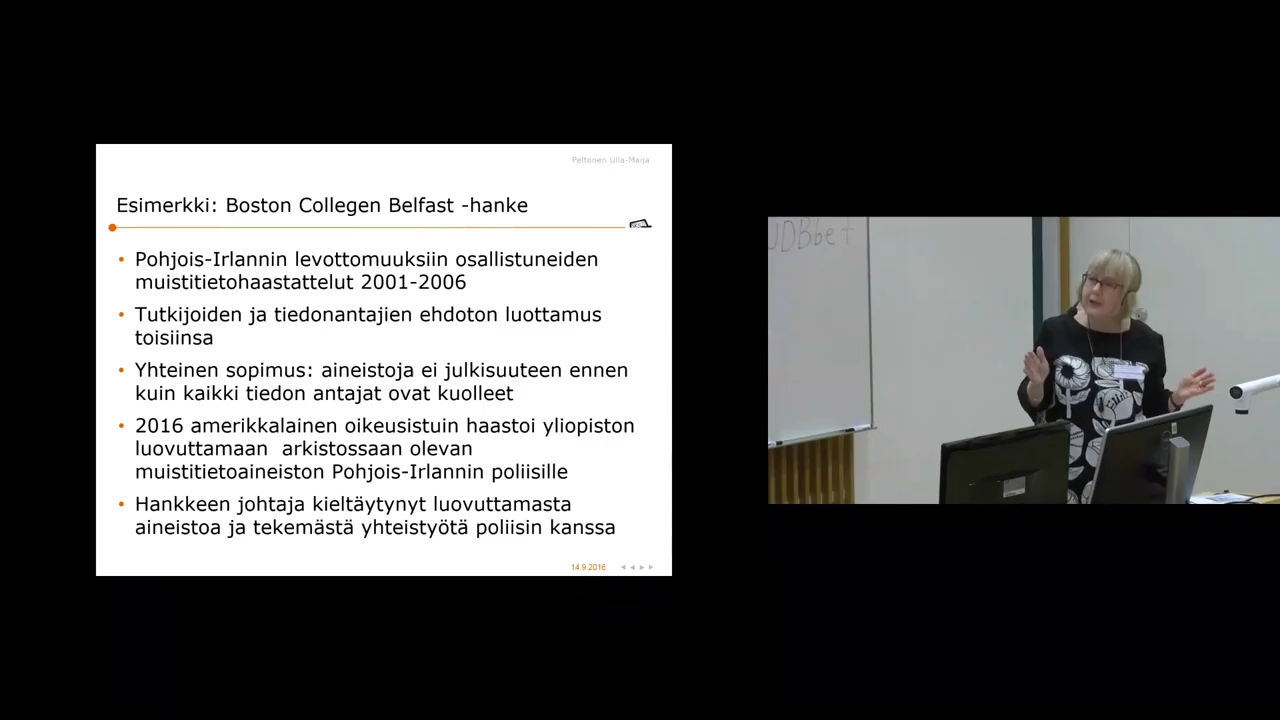 Peltonen Ulla-Maija
Esimerkki: Boston Collegen Belfast -hanke
• Pohjois-Irlannin levottomuuksiin osallistuneiden
muistitietohaastattelut 2001-2006
• Tutkijoiden ja tiedonantajien ehdoton luottamus
toisiinsa
• Yhteinen sopimus: aineistoja ei julkisuuteen ennen
kuin kaikki tiedon antajat ovat kuolleet
• 2016 amerikkalainen oikeusistuin haastoi yliopiston
luovuttamaan  arkistossaan olevan
muistitietoaineiston Pohjois-Irlannin poliisille
• Hankkeen johtaja kieltäytynyt luovuttamasta
aineistoa ja tekemästä yhteistyötä poliisin kanssa
14.9.2016